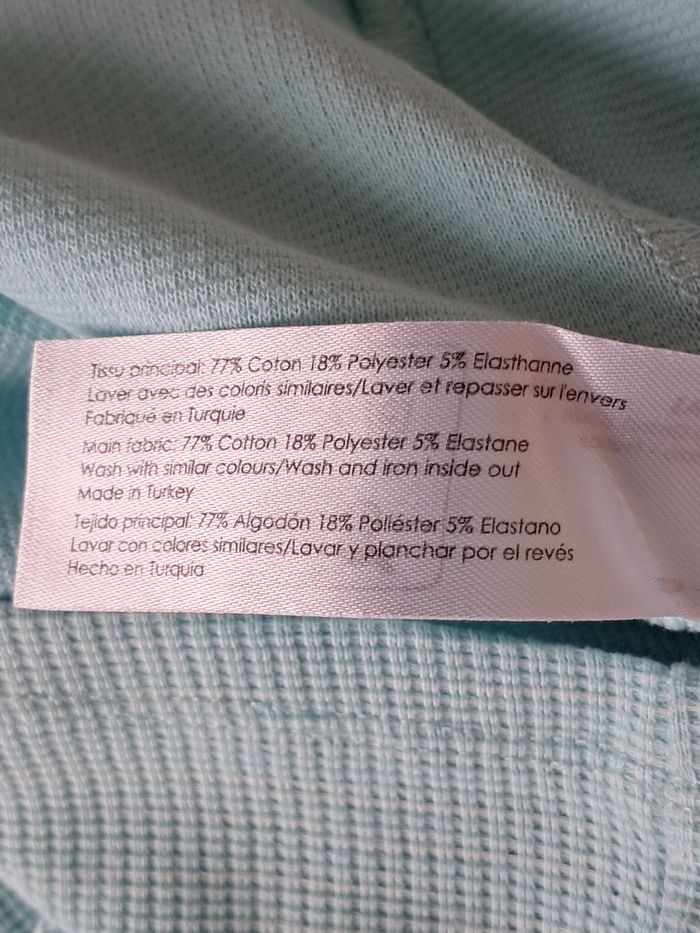 Tissu principal: 77% Coton 18% Polyester 5% Elasthanne
Laver avec des coloris similaires/Laver et repasser sur l'envers
Fabriqué en Turquie
Main fabric: 77% Cotton 18% Polyester 5% Elastane
Wash with similar colours/Wash and iron inside out
Made in Turkey
Tejido principal: 77% Algodón 18% Poliéster 5% Elastano
Lavar con colores similares/Lavar y planchar por el revés
Hecho en Turquia